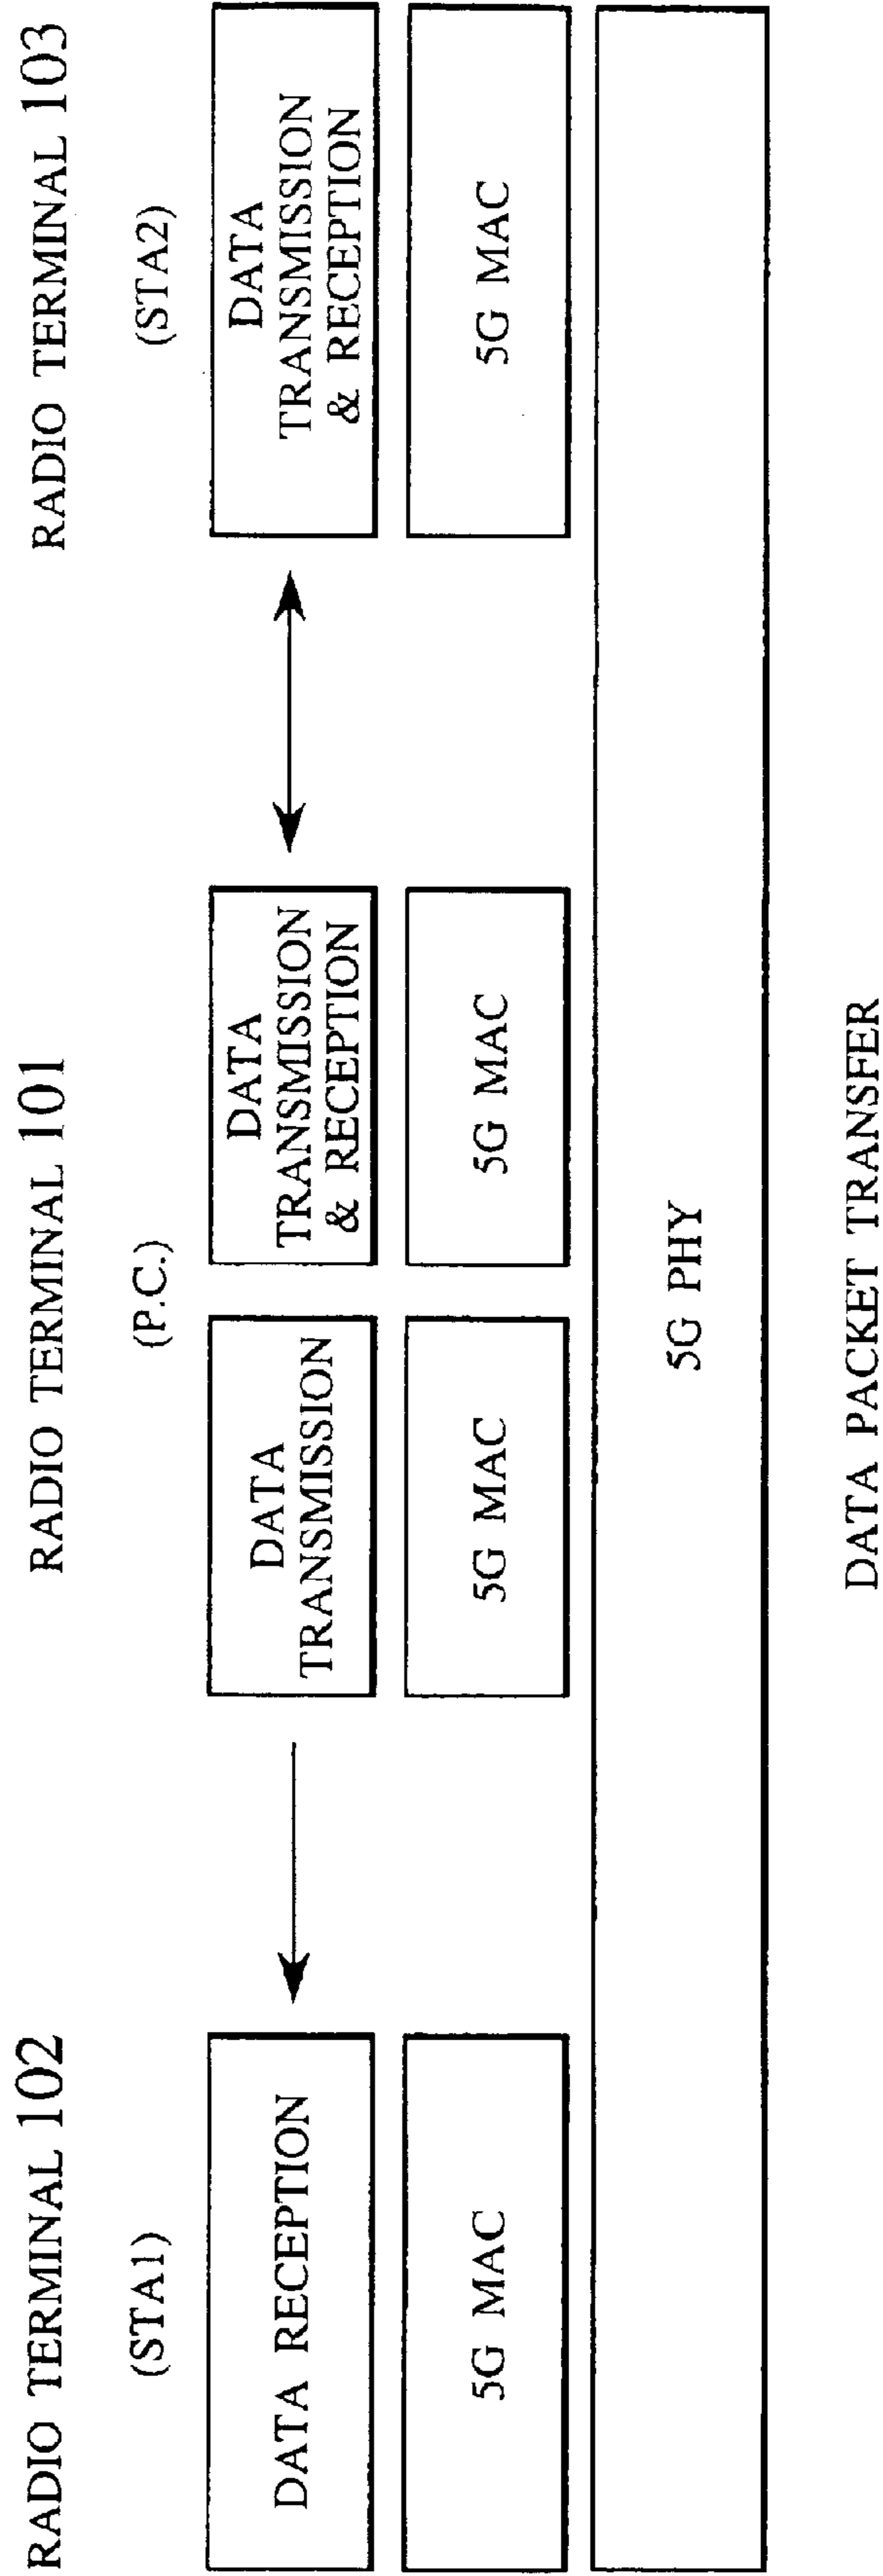 RADIO TERMINAL 102
RADIO TERMINAL 101
RADIO TERMINAL 103
(STA1)
(P.C.)
(STA2)
DATA RECEPTION
DATA
TRANSMISSION
DATA
TRANSMISSION
& RECEPTION
DATA
TRANSMISSION
& RECEPTION
5G MAC
5G MAC
5G MAC
5G MAC
5G PHY
DATA PACKET TRANSFER